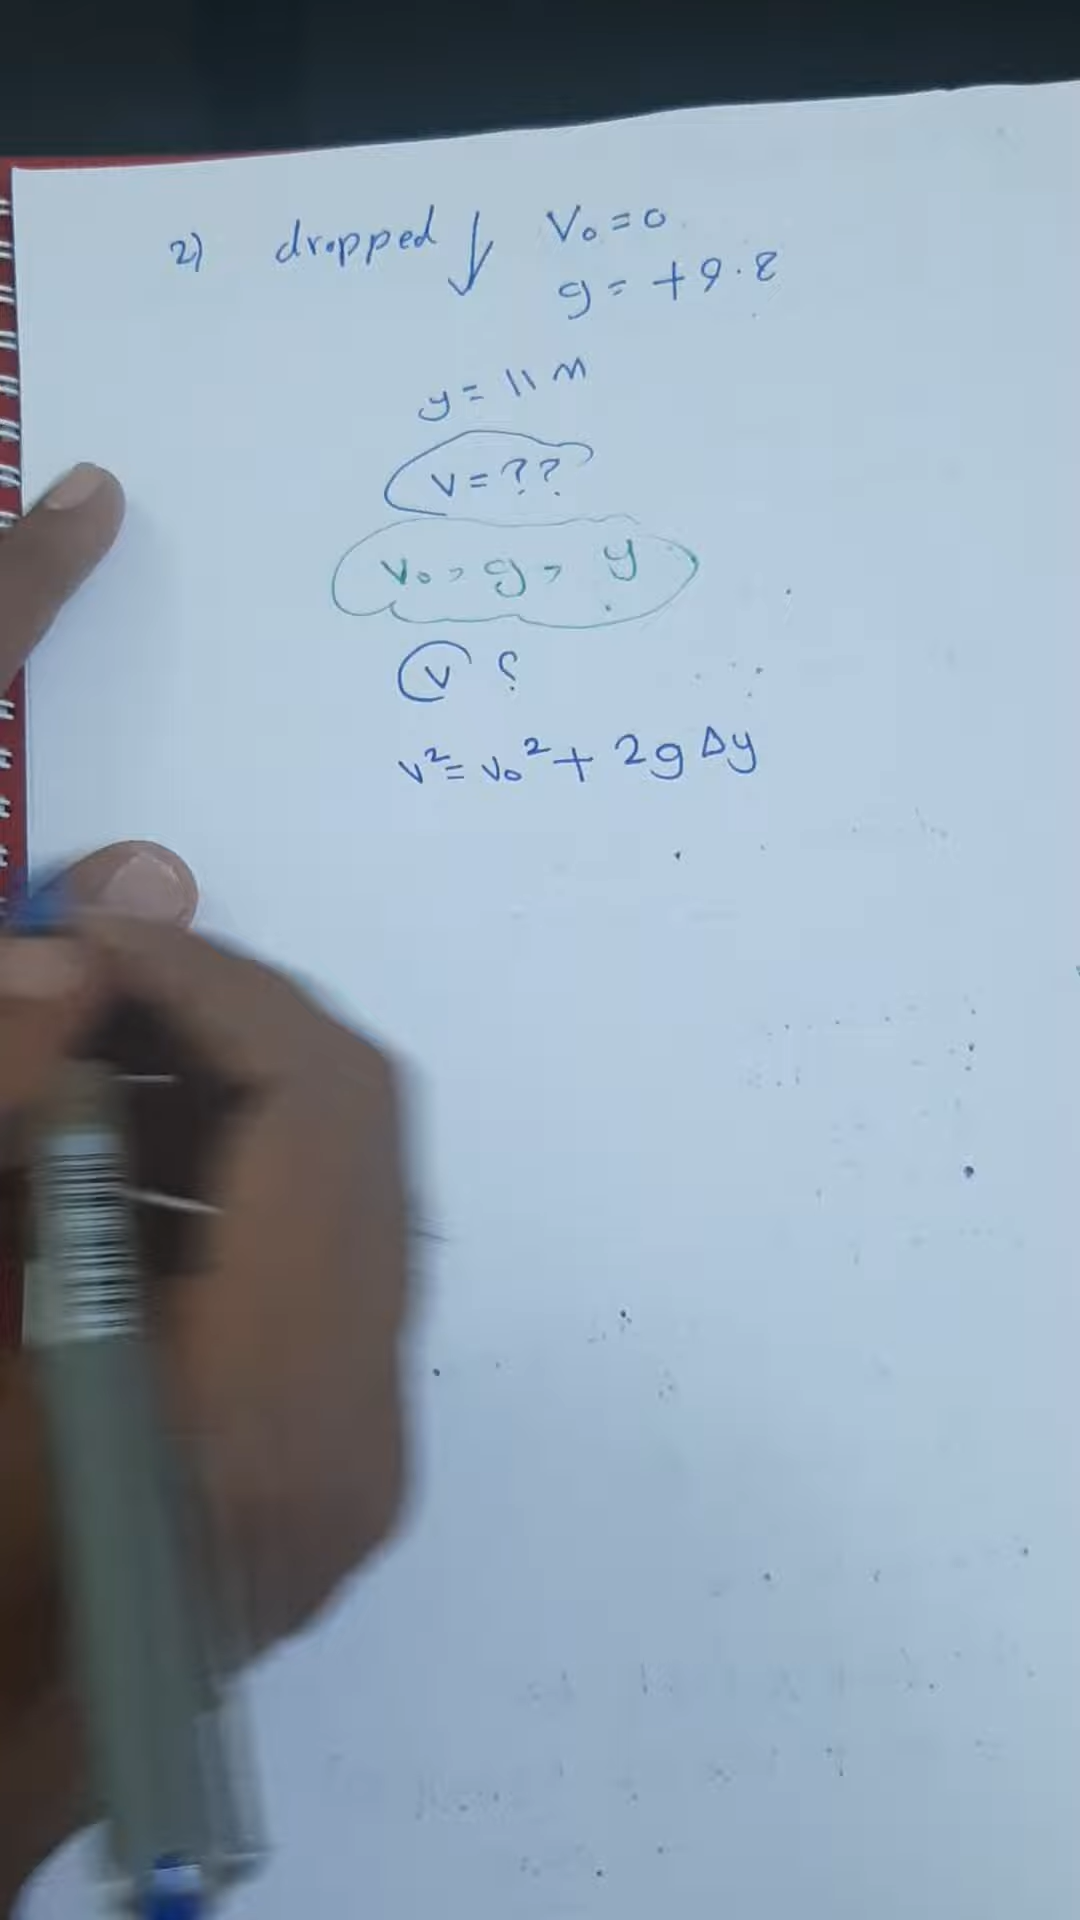 2) dropped ↓ V₀ = 0
g = +9.8
y = 11 m
v = ??
v₀, g, y
v ?
v² = v₀² + 2g Δy